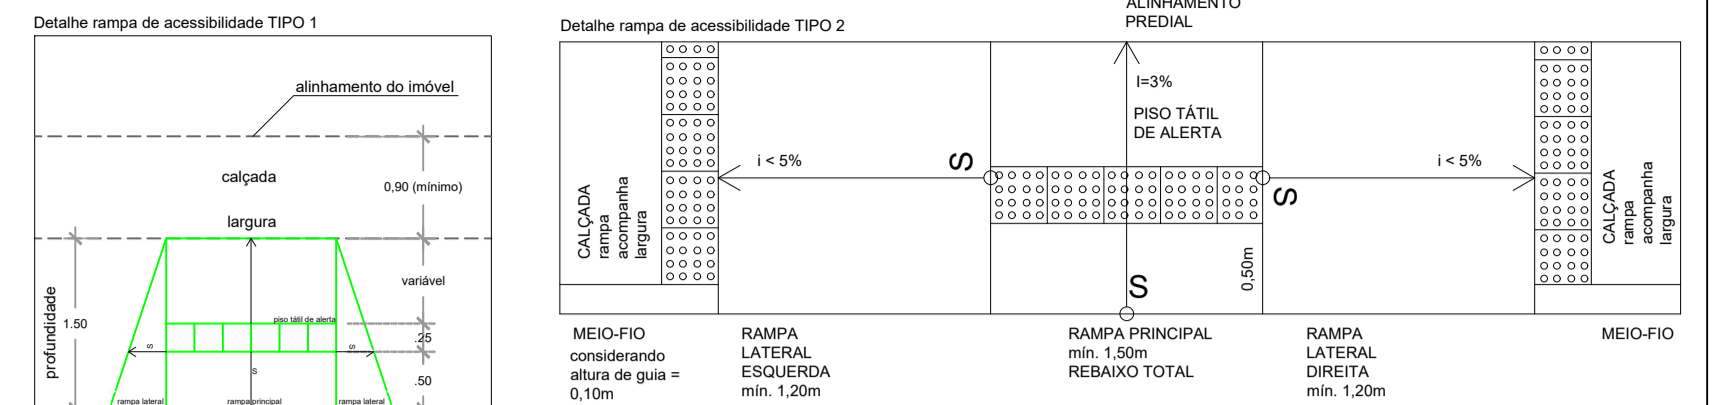 Detalhe rampa de acessibilidade TIPO 1
alinhamento do imóvel
calçada
0,90 (mínimo)
largura
variável
profundidade
1.50
piso tátil de alerta
.25
S
S
S
.50
rampa lateral
rampa principal
rampa lateral
Detalhe rampa de acessibilidade TIPO 2
ALINHAMENTO
PREDIAL
I=3%
PISO TÁTIL
DE ALERTA
i < 5%
S
i < 5%
S
CALÇADA
rampa
acompanha
largura
CALÇADA
rampa
acompanha
largura
0,50m
S
MEIO-FIO
considerando
altura de guia =
0,10m
RAMPA
LATERAL
ESQUERDA
mín. 1,20m
RAMPA PRINCIPAL
mín. 1,50m
REBAIXO TOTAL
RAMPA
LATERAL
DIREITA
mín. 1,20m
MEIO-FIO